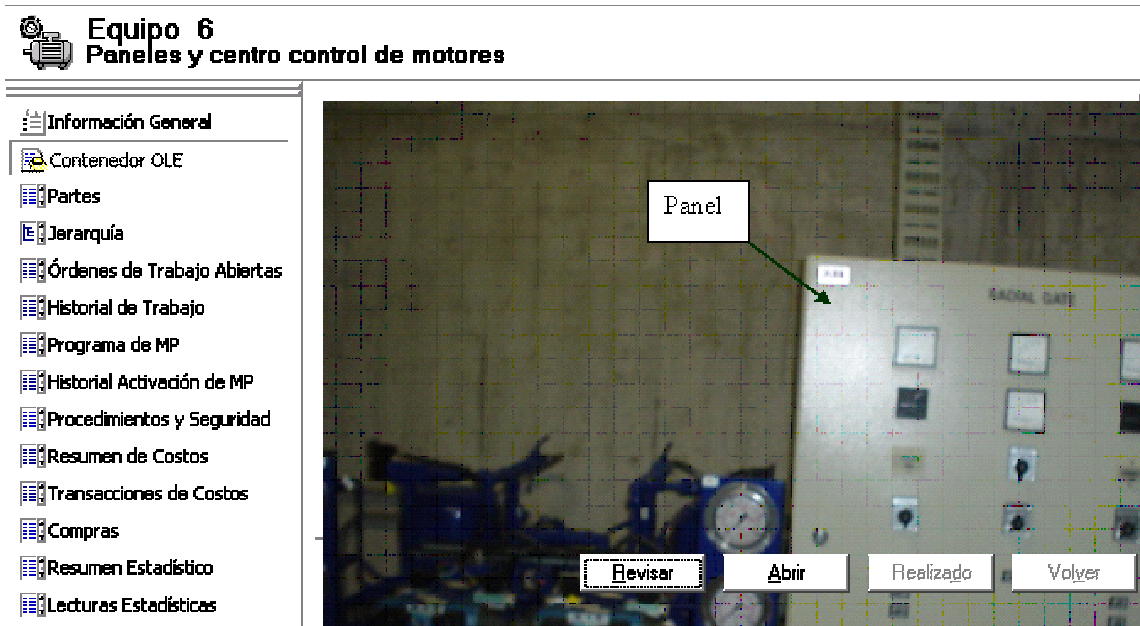 Equipo 6
Paneles y centro control de motores
Información General
Contenedor OLE
Partes
Jerarquía
Órdenes de Trabajo Abiertas
Historial de Trabajo
Programa de MP
Historial Activación de MP
Procedimientos y Seguridad
Resumen de Costos
Transacciones de Costos
Compras
Resumen Estadístico
Lecturas Estadísticas
Panel
RADIAL GATE
Revisar
Abrir
Realizado
Volver